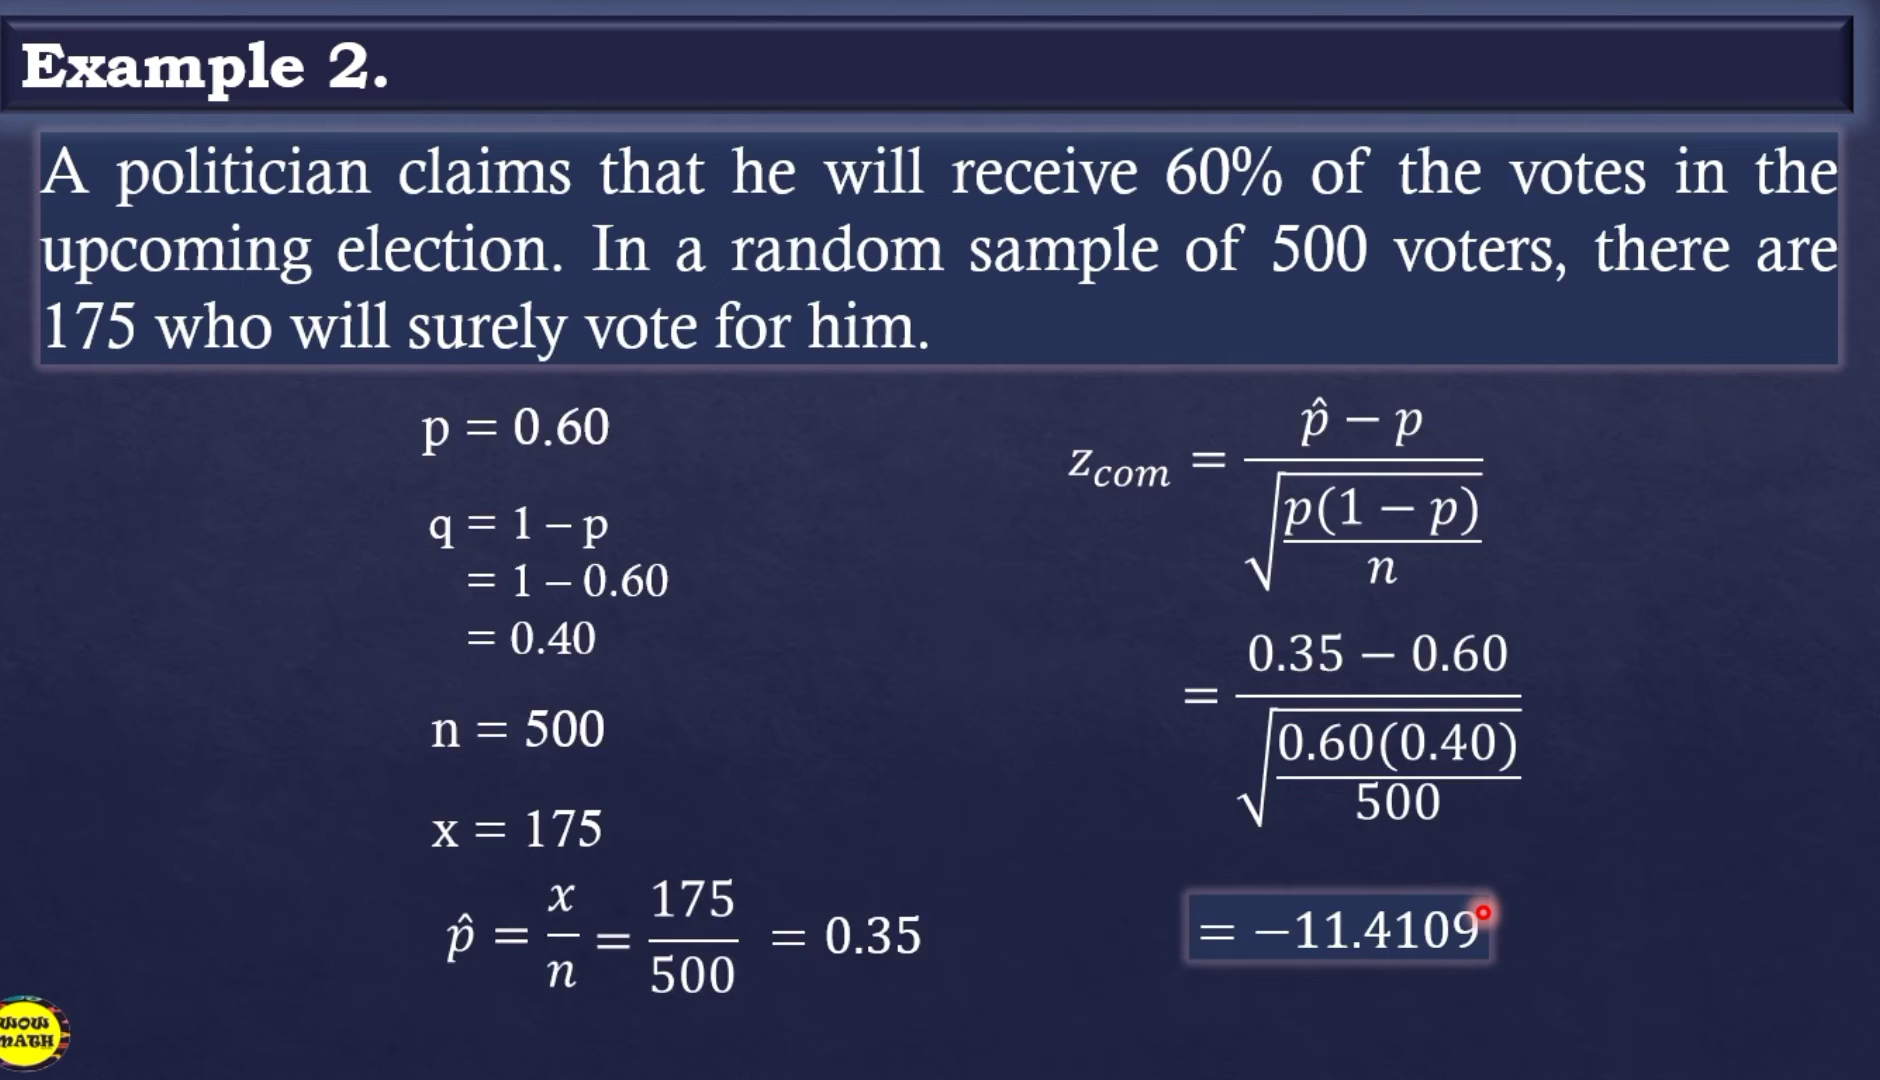 Example 2.
A politician claims that he will receive 60% of the votes in the
upcoming election. In a random sample of 500 voters, there are
175 who will surely vote for him.
p = 0.60
q = 1 – p
= 1 – 0.60
= 0.40
n = 500
x = 175
p̂ = x/n = 175/500 = 0.35
z_com = (p̂ − p)/√(p(1 − p)/n)
= (0.35 − 0.60)/√(0.60(0.40)/500)
= −11.4109
WOW
MATH